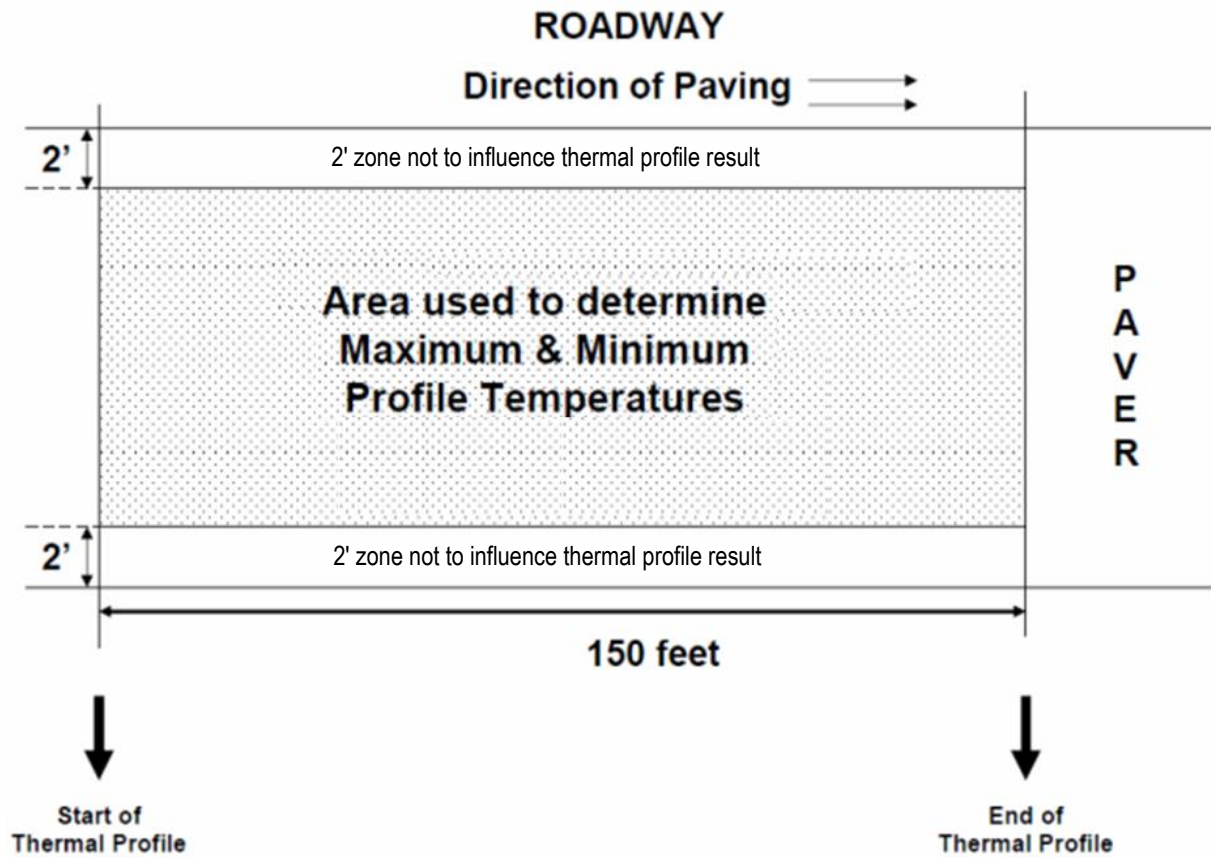 ROADWAY
Direction of Paving
2’
2' zone not to influence thermal profile result
Area used to determine
Maximum & Minimum
Profile Temperatures
P
A
V
E
R
2’
2' zone not to influence thermal profile result
150 feet
Start of
Thermal Profile
End of
Thermal Profile